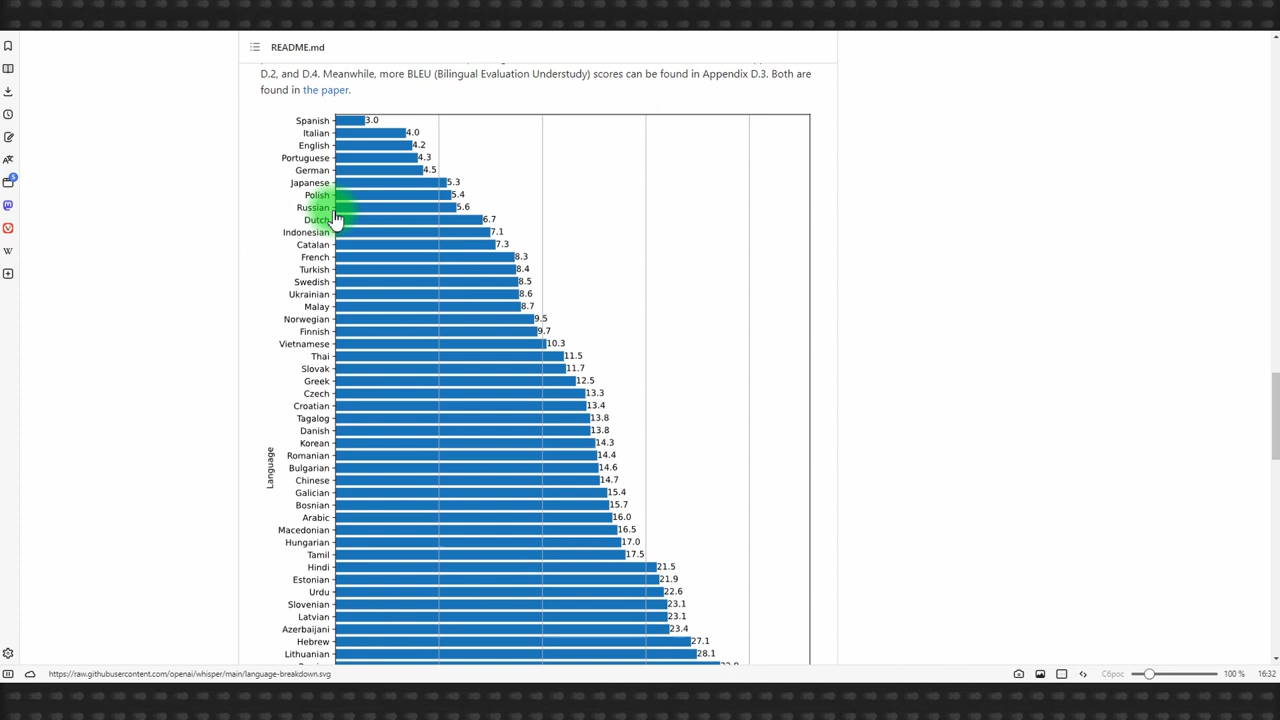 README.md
D.2, and D.4. Meanwhile, more BLEU (Bilingual Evaluation Understudy) scores can be found in Appendix D.3. Both are
found in the paper.
Spanish 3.0
Italian 4.0
English 4.2
Portuguese 4.3
German 4.5
Japanese 5.3
Polish 5.4
Russian 5.6
Dutch 6.7
Indonesian 7.1
Catalan 7.3
French 8.3
Turkish 8.4
Swedish 8.5
Ukrainian 8.6
Malay 8.7
Norwegian 9.5
Finnish 9.7
Vietnamese 10.3
Thai 11.5
Slovak 11.7
Greek 12.5
Czech 13.3
Croatian 13.4
Tagalog 13.8
Danish 13.8
Korean 14.3
Romanian 14.4
Bulgarian 14.6
Language
Chinese 14.7
Galician 15.4
Bosnian 15.7
Arabic 16.0
Macedonian 16.5
Hungarian 17.0
Tamil 17.5
Hindi 21.5
Estonian 21.9
Urdu 22.6
Slovenian 23.1
Latvian 23.1
Azerbaijani 23.4
Hebrew 27.1
Lithuanian 28.1
https://raw.githubusercontent.com/openai/whisper/main/language-breakdown.svg
Сброс
100 %
16:32